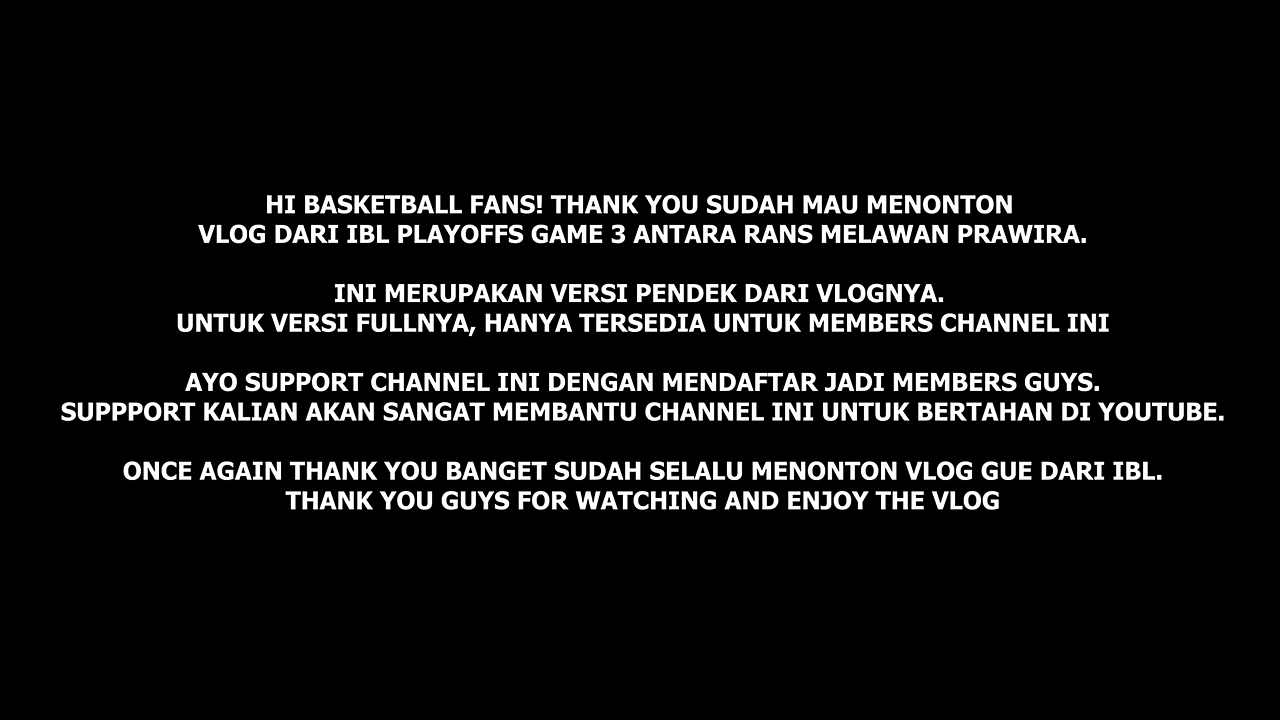 HI BASKETBALL FANS! THANK YOU SUDAH MAU MENONTON
VLOG DARI IBL PLAYOFFS GAME 3 ANTARA RANS MELAWAN PRAWIRA.
INI MERUPAKAN VERSI PENDEK DARI VLOGNYA.
UNTUK VERSI FULLNYA, HANYA TERSEDIA UNTUK MEMBERS CHANNEL INI
AYO SUPPORT CHANNEL INI DENGAN MENDAFTAR JADI MEMBERS GUYS.
SUPPPORT KALIAN AKAN SANGAT MEMBANTU CHANNEL INI UNTUK BERTAHAN DI YOUTUBE.
ONCE AGAIN THANK YOU BANGET SUDAH SELALU MENONTON VLOG GUE DARI IBL.
THANK YOU GUYS FOR WATCHING AND ENJOY THE VLOG